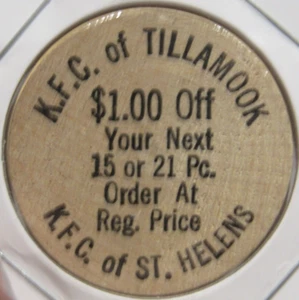 K.F.C. of TILLAMOOK
$1.00 Off
Your Next
15 or 21 Pc.
Order At
Reg. Price
K.F.C. of ST. HELENS